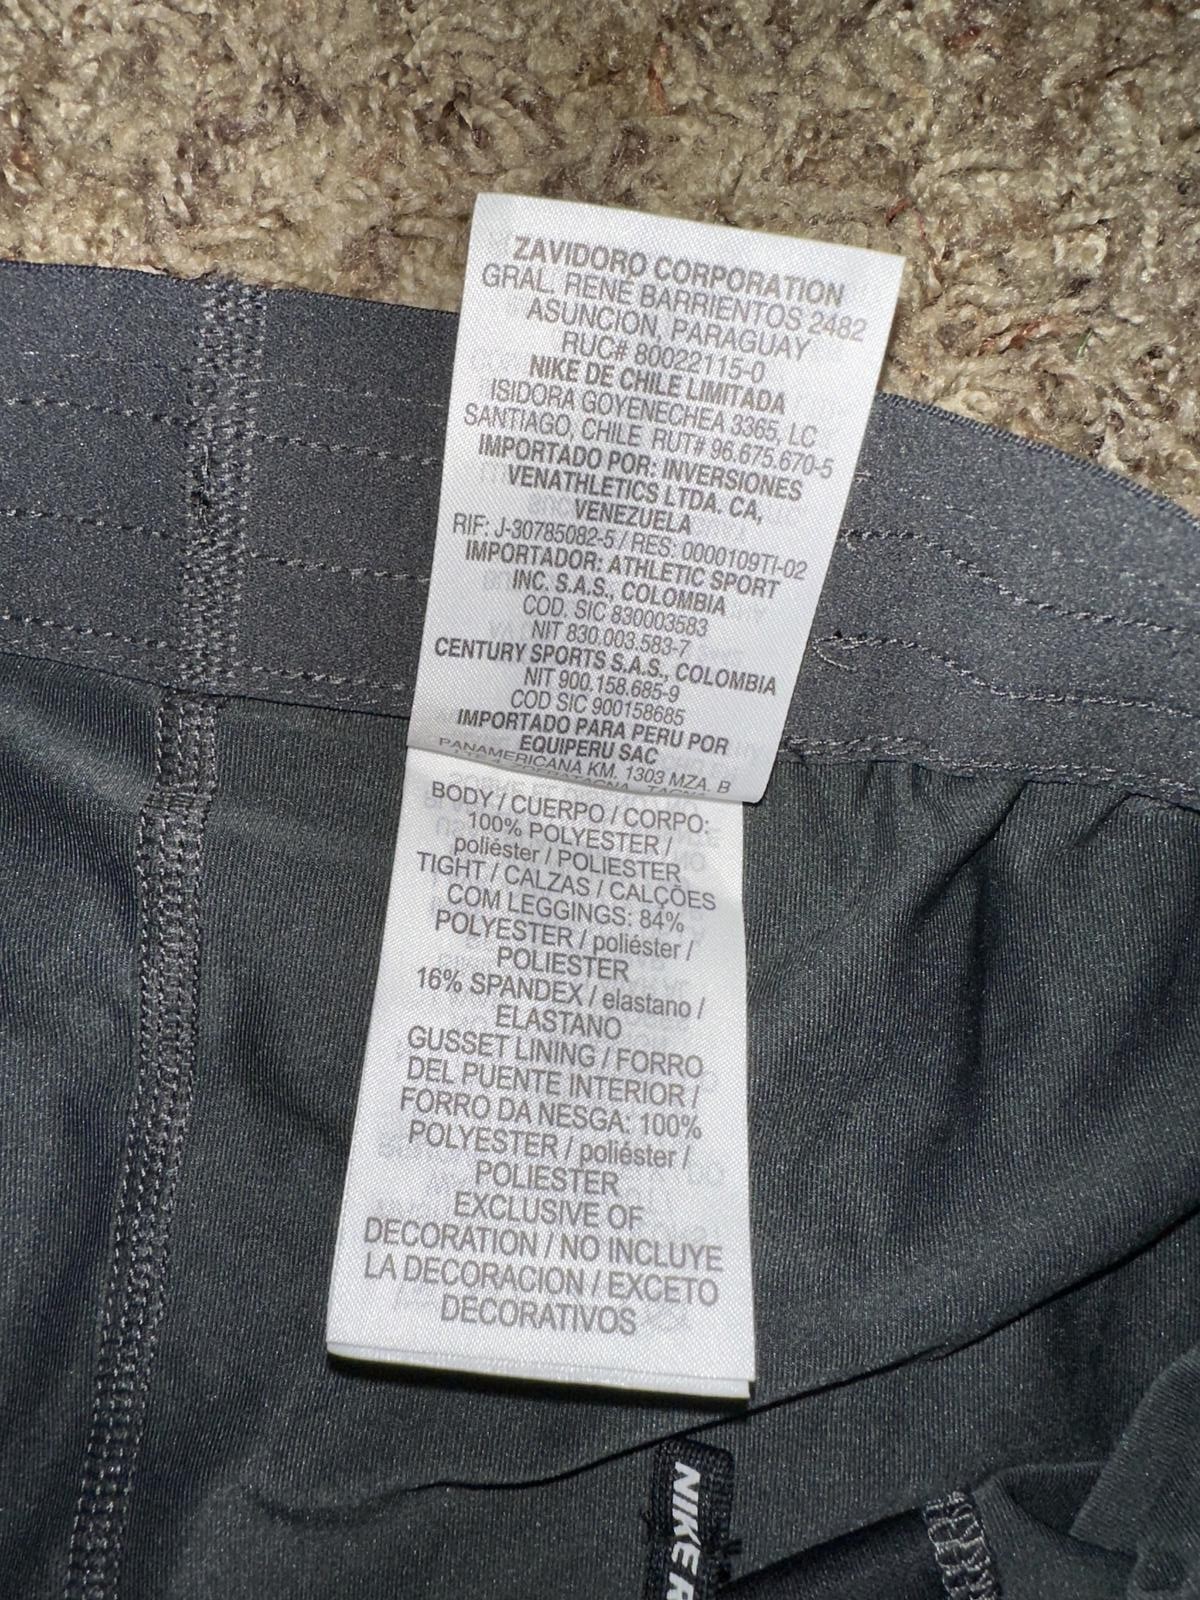 ZAVIDORO CORPORATION
GRAL. RENE BARRIENTOS 2482
ASUNCION, PARAGUAY
RUC# 80022115-0
NIKE DE CHILE LIMITADA
ISIDORA GOYENECHEA 3365, LC
SANTIAGO, CHILE RUT# 96.675.670-5
IMPORTADO POR: INVERSIONES
VENATHLETICS LTDA. CA,
VENEZUELA
RIF: J-30785082-5 / RES: 0000109TI-02
IMPORTADOR: ATHLETIC SPORT
INC. S.A.S., COLOMBIA
COD. SIC 830003583
NIT 830.003.583-7
CENTURY SPORTS S.A.S., COLOMBIA
NIT 900.158.685-9
COD SIC 900158685
IMPORTADO PARA PERU POR
EQUIPERU SAC
PANAMERICANA KM. 1303 MZA. B
BODY / CUERPO / CORPO:
100% POLYESTER /
poliéster / POLIESTER
TIGHT / CALZAS / CALÇÕES
COM LEGGINGS: 84%
POLYESTER / poliéster /
POLIESTER
16% SPANDEX / elastano /
ELASTANO
GUSSET LINING / FORRO
DEL PUENTE INTERIOR /
FORRO DA NESGA: 100%
POLYESTER / poliéster /
POLIESTER
EXCLUSIVE OF
DECORATION / NO INCLUYE
LA DECORACION / EXCETO
DECORATIVOS
NIKE